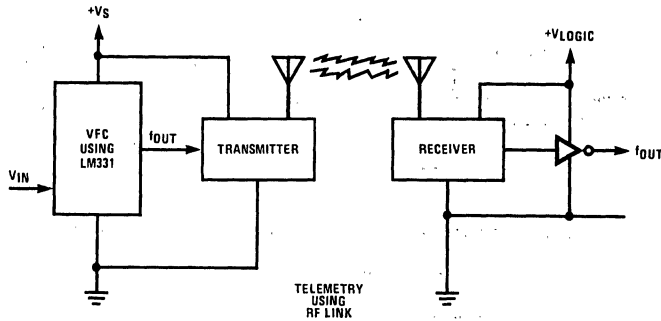 +VS
+VLOGIC
VFC
USING
LM331
fOUT
TRANSMITTER
RECEIVER
fOUT
VIN
TELEMETRY
USING
RF LINK